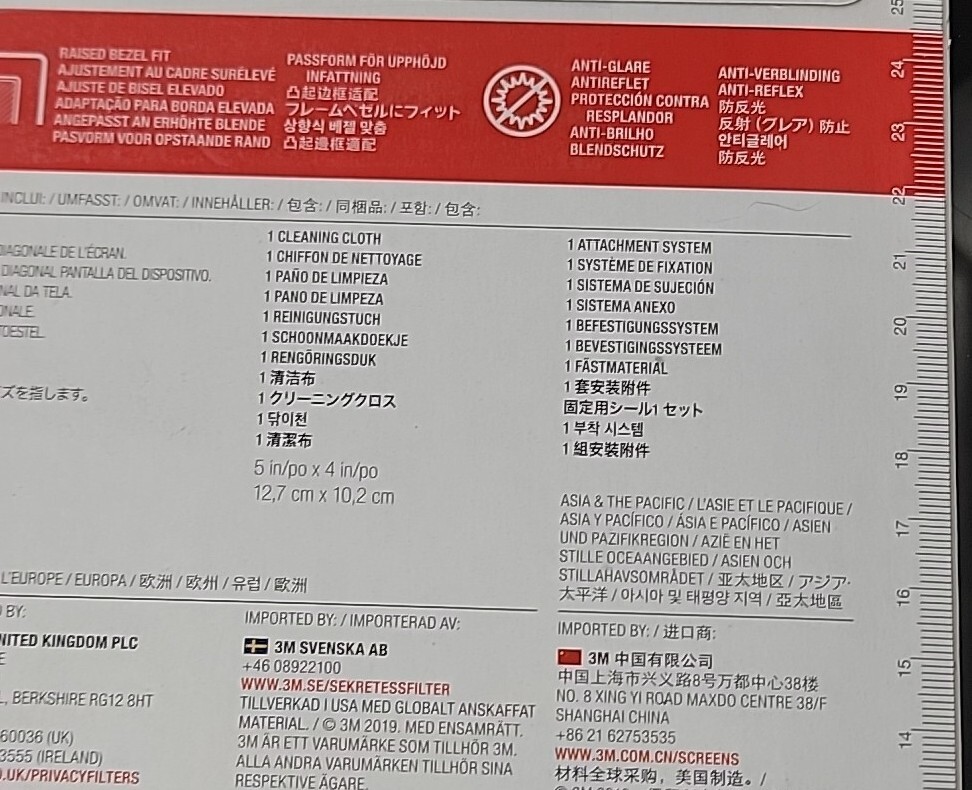 RAISED BEZEL FIT
AJUSTEMENT AU CADRE SURÉLEVÉ
AJUSTE DE BISEL ELEVADO
ADAPTAÇÃO PARA BORDA ELEVADA
ANGEPASST AN ERHÖHTE BLENDE
PASVORM VOOR OPSTAANDE RAND
PASSFORM FÖR UPPHÖJD
INFATTNING
凸起边框适配
フレームベゼルにフィット
상향식 베젤 맞춤
凸起邊框適配
ANTI-GLARE
ANTIREFLET
PROTECCIÓN CONTRA
RESPLANDOR
ANTI-BRILHO
BLENDSCHUTZ
ANTI-VERBLINDING
ANTI-REFLEX
防反光
反射 (グレア) 防止
안티글레어
防反光
INCLUI: / UMFASST: / OMVAT: / INNEHÅLLER: / 包含: / 同梱品: / 포함: / 包含:
DIAGONALE DE L'ÉCRAN.
DIAGONAL PANTALLA DEL DISPOSITIVO.
NAL DA TELA.
ONALE.
TOESTEL.
ズを指します。
1 CLEANING CLOTH
1 CHIFFON DE NETTOYAGE
1 PAÑO DE LIMPIEZA
1 PANO DE LIMPEZA
1 REINIGUNGSTUCH
1 SCHOONMAAKDOEKJE
1 RENGÖRINGSDUK
1 清洁布
1 クリーニングクロス
1 닦이천
1 清潔布
5 in/po x 4 in/po
12,7 cm x 10,2 cm
1 ATTACHMENT SYSTEM
1 SYSTÈME DE FIXATION
1 SISTEMA DE SUJECIÓN
1 SISTEMA ANEXO
1 BEFESTIGUNGSSYSTEM
1 BEVESTIGINGSSYSTEEM
1 FÄSTMATERIAL
1 套安装附件
固定用シール1 セット
1 부착 시스템
1 組安裝附件
ASIA & THE PACIFIC / L'ASIE ET LE PACIFIQUE /
ASIA Y PACÍFICO / ÁSIA E PACÍFICO / ASIEN
UND PAZIFIKREGION / AZIË EN HET
STILLE OCEAANGEBIED / ASIEN OCH
STILLAHAVSOMRÅDET / 亚太地区 / アジア・
太平洋 / 아시아 및 태평양 지역 / 亞太地區
L'EUROPE / EUROPA / 欧洲 / 欧州 / 유럽 / 歐洲
BY:
NITED KINGDOM PLC
E
L, BERKSHIRE RG12 8HT
60036 (UK)
3555 (IRELAND)
.UK/PRIVACYFILTERS
IMPORTED BY: / IMPORTERAD AV:
3M SVENSKA AB
+46 08922100
WWW.3M.SE/SEKRETESSFILTER
TILLVERKAD I USA MED GLOBALT ANSKAFFAT
MATERIAL. / © 3M 2019. MED ENSAMRÄTT.
3M ÄR ETT VARUMÄRKE SOM TILLHÖR 3M.
ALLA ANDRA VARUMÄRKEN TILLHÖR SINA
RESPEKTIVE ÄGARE.
IMPORTED BY: / 进口商:
3M 中国有限公司
中国上海市兴义路8号万都中心38楼
NO. 8 XING YI ROAD MAXDO CENTRE 38/F
SHANGHAI CHINA
+86 21 62753535
WWW.3M.COM.CN/SCREENS
材料全球采购，美国制造。/
25
24
23
22
21
20
19
18
17
16
15
14